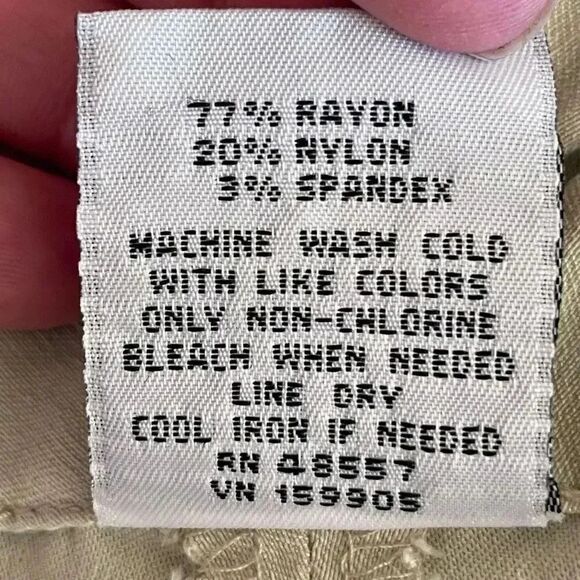 77% RAYON
20% NYLON
3% SPANDEX
MACHINE WASH COLD
WITH LIKE COLORS
ONLY NON-CHLORINE
BLEACH WHEN NEEDED
LINE DRY
COOL IRON IF NEEDED
RN 48557
VN 159905